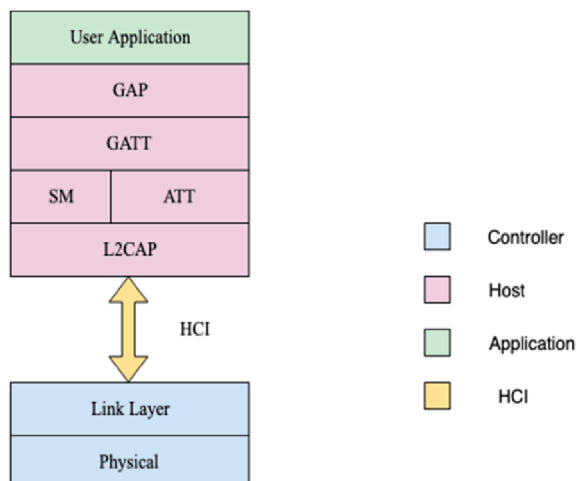 User Application
GAP
GATT
SM
ATT
L2CAP
HCI
Link Layer
Physical
Controller
Host
Application
HCI